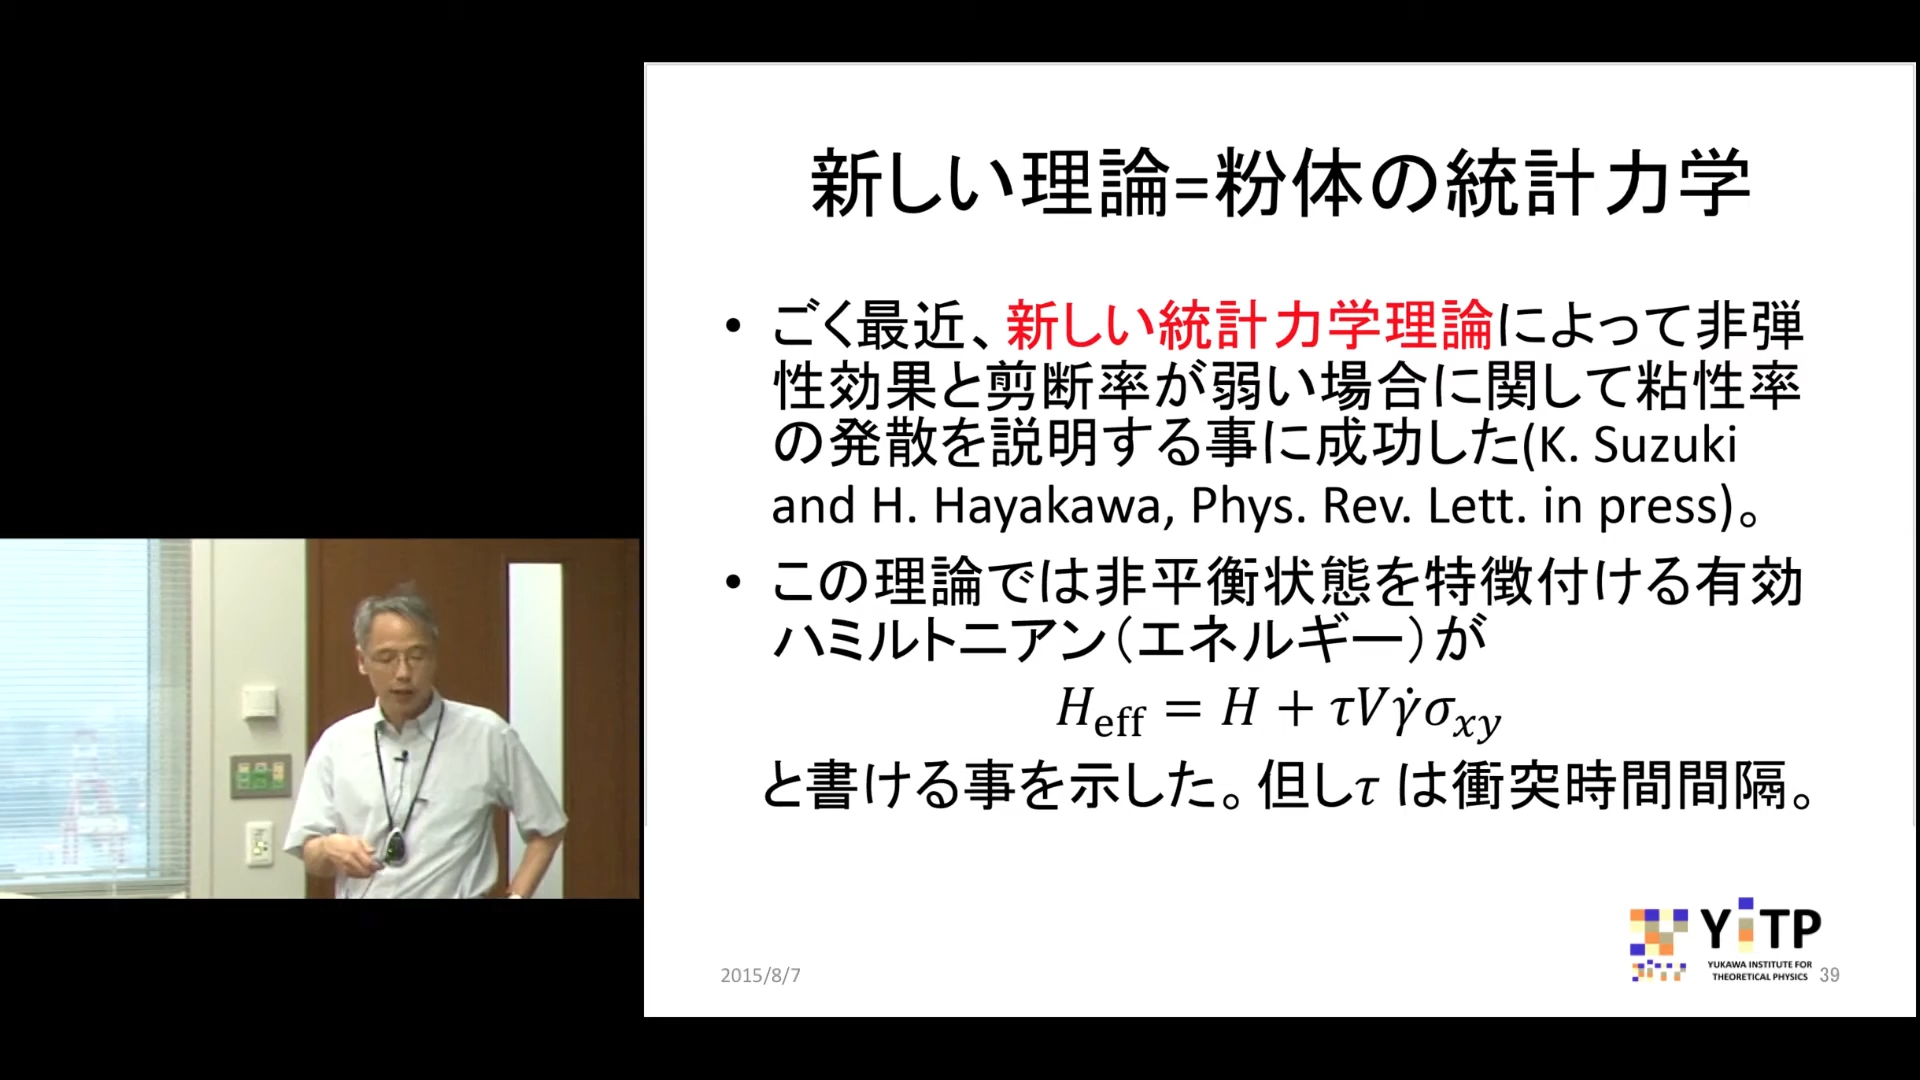 新しい理論=粉体の統計力学
• ごく最近、新しい統計力学理論によって非弾
性効果と剪断率が弱い場合に関して粘性率
の発散を説明する事に成功した(K. Suzuki
and H. Hayakawa, Phys. Rev. Lett. in press)。
• この理論では非平衡状態を特徴付ける有効
ハミルトニアン（エネルギー）が
H_eff = H + τVγ̇σ_xy
と書ける事を示した。但しτ は衝突時間間隔。
YiTP
YUKAWA INSTITUTE FOR
THEORETICAL PHYSICS
2015/8/7
39